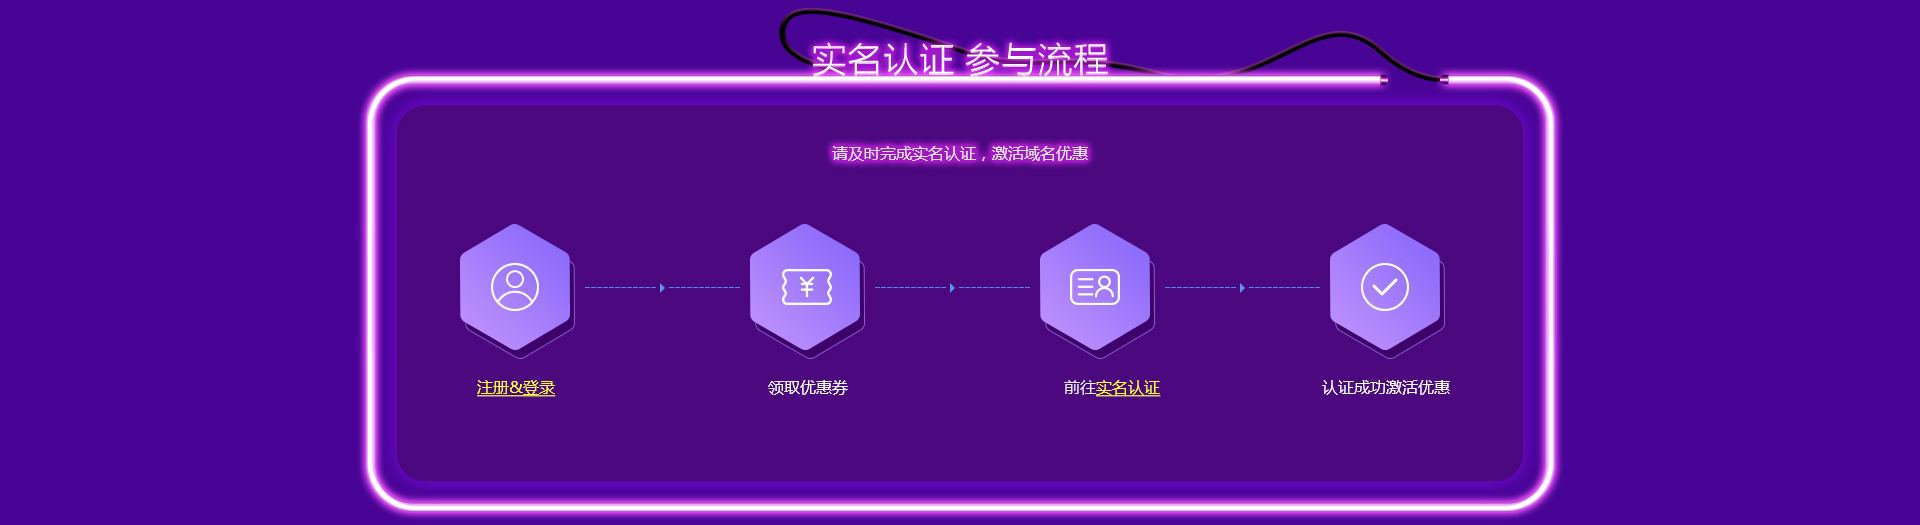 实名认证 参与流程
请及时完成实名认证，激活域名优惠
¥
注册&登录
领取优惠券
前往实名认证
认证成功激活优惠